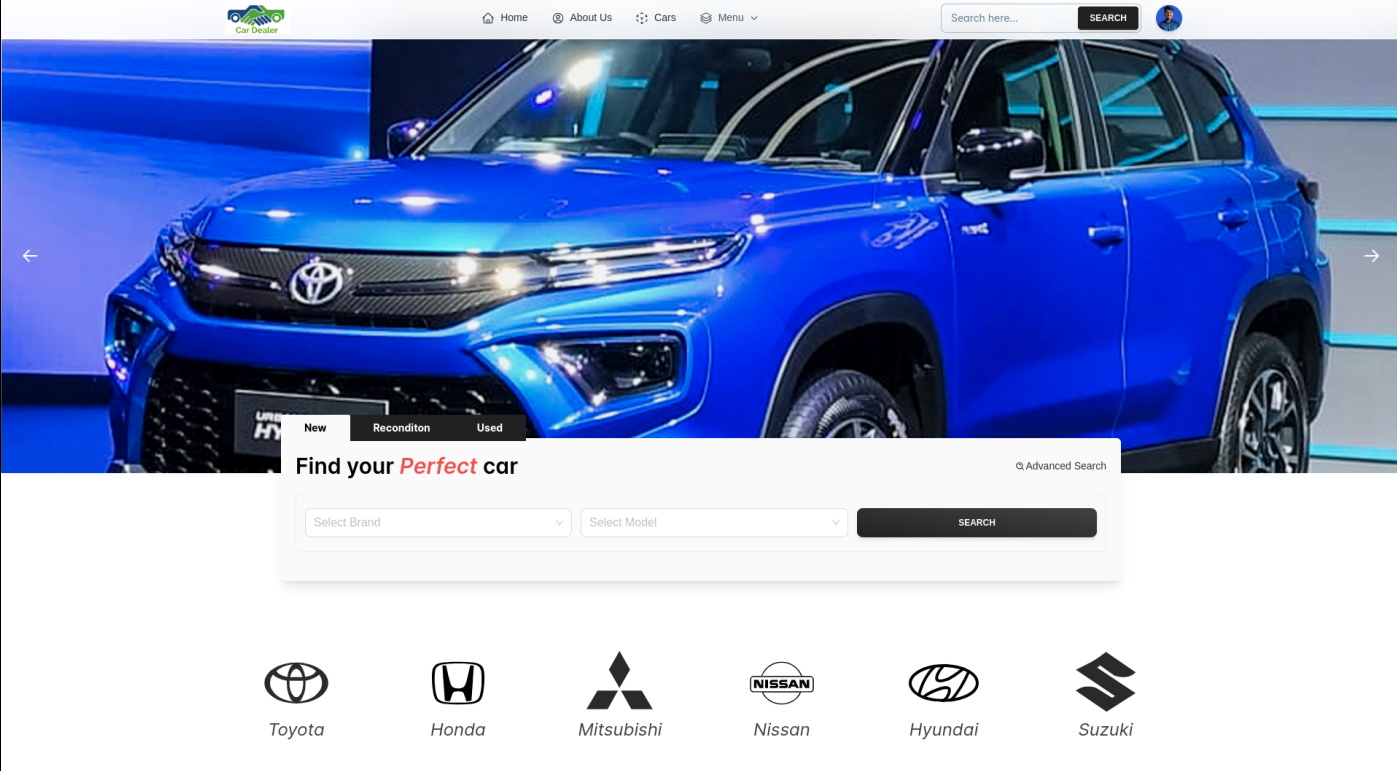 Car Dealer
Home
About Us
Cars
Menu
Search here...
SEARCH
URBAN
HY
New
Reconditon
Used
Find your Perfect car
Advanced Search
Select Brand
Select Model
SEARCH
NISSAN
Toyota
Honda
Mitsubishi
Nissan
Hyundai
Suzuki